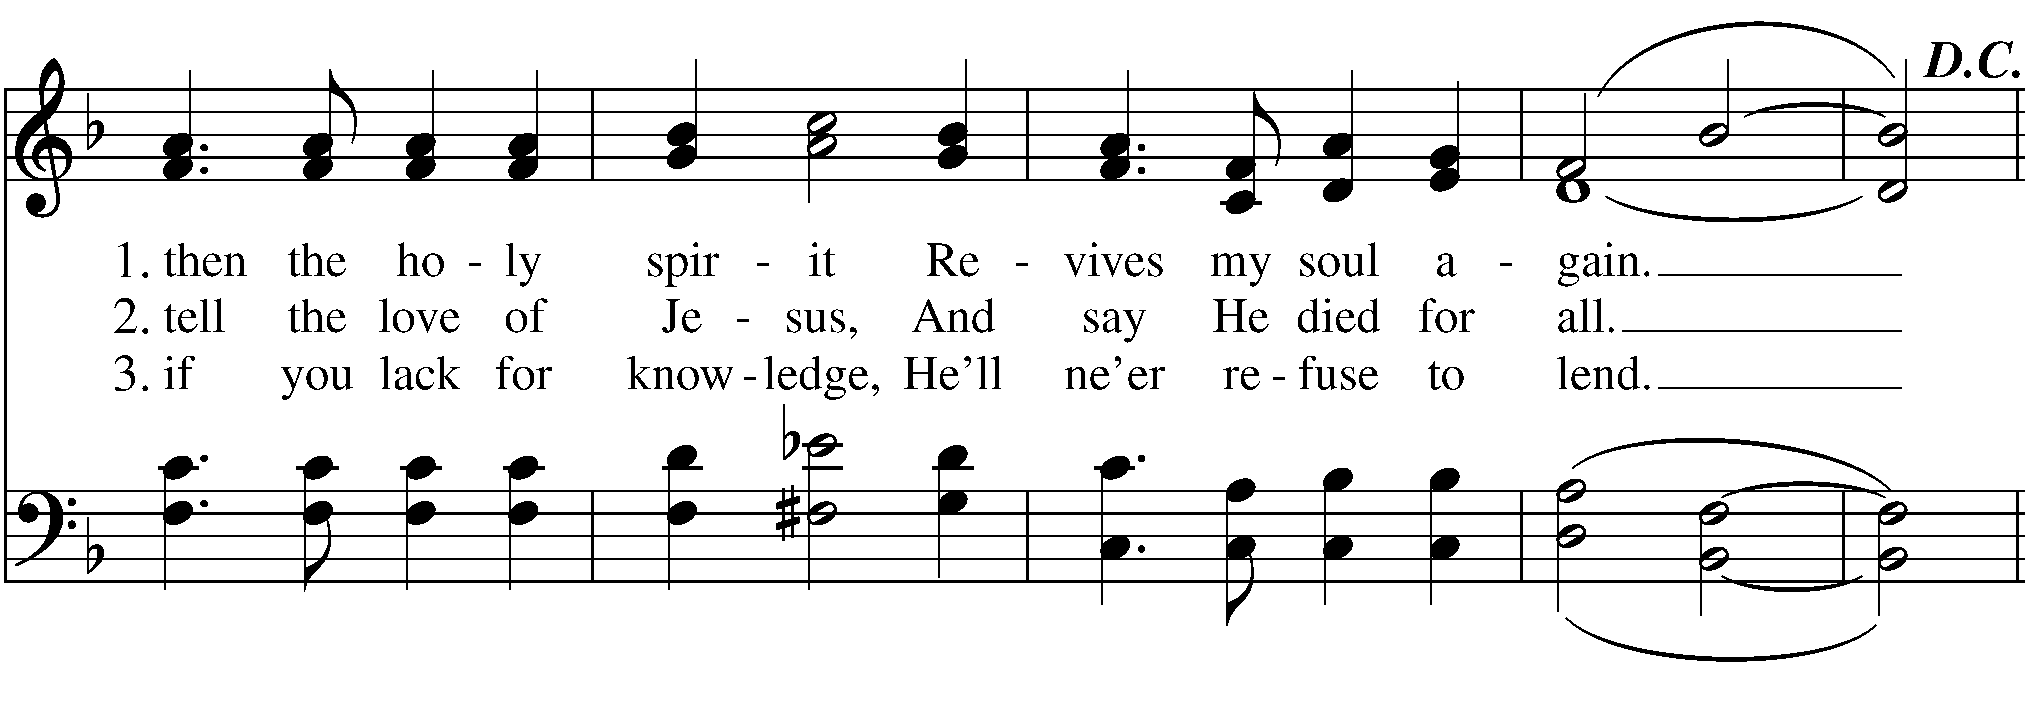 D.C.
1. then the ho - ly spir - it Re - vives my soul a - gain.
2. tell the love of Je - sus, And say He died for all.
3. if you lack for know - ledge, He'll ne'er re - fuse to lend.